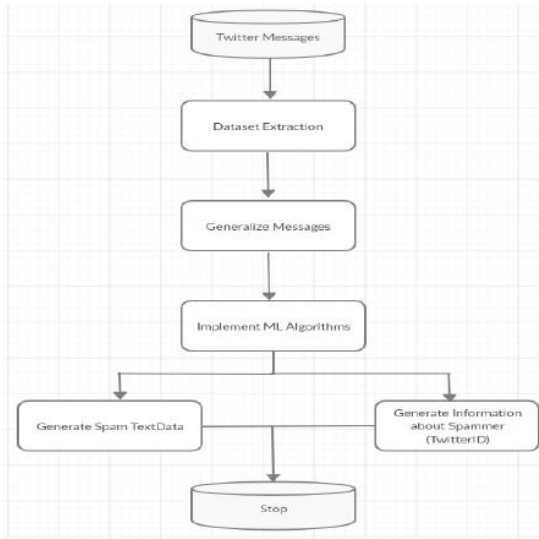 Twitter Messages
Dataset Extraction
Generalize Messages
Implement ML Algorithms
Generate Spam TextData
Generate Information
about Spammer
(TwitterID)
Stop